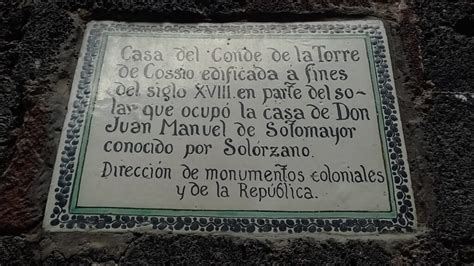 Casa del Conde de la Torre
de Cossio edificada á fines
del siglo XVIII. en parte del so-
lar que ocupó la casa de Don
Juan Manuel de Sotomayor
conocido por Solórzano.
Dirección de monumentos coloniales
y de la República.